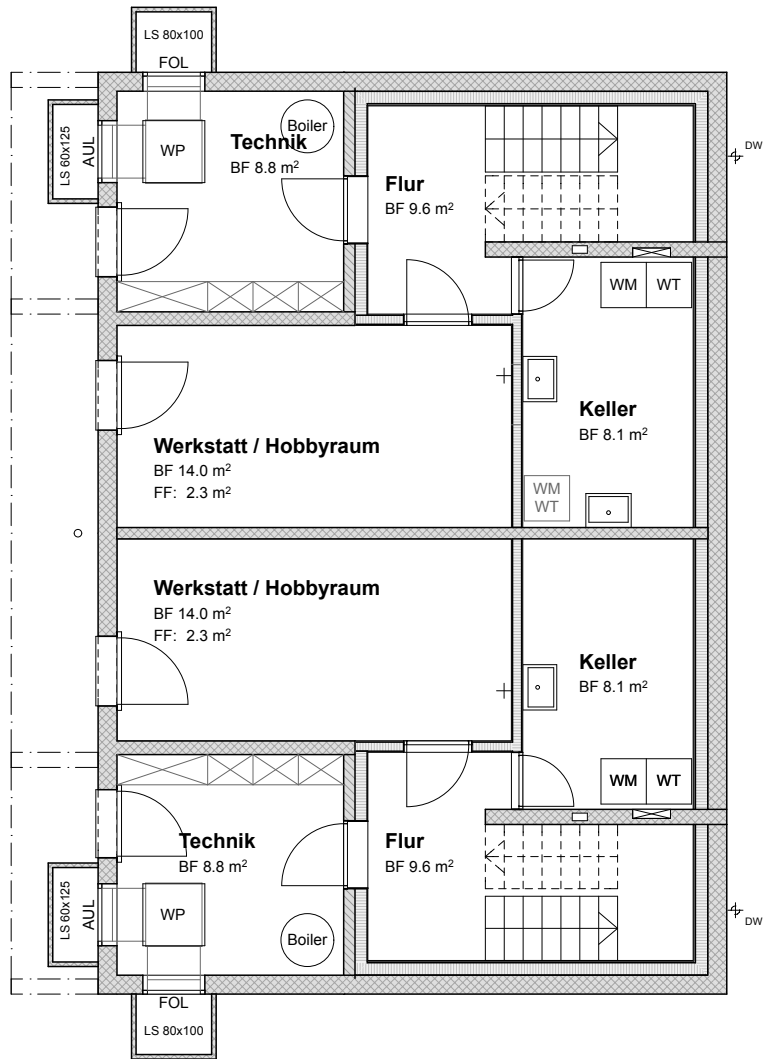 LS 80x100
FOL
LS 60x125
AUL
WP
Boiler
Technik
BF 8.8 m²
Flur
BF 9.6 m²
DW
WM WT
Keller
BF 8.1 m²
Werkstatt / Hobbyraum
BF 14.0 m²
FF: 2.3 m²
WM
WT
Werkstatt / Hobbyraum
BF 14.0 m²
FF: 2.3 m²
Keller
BF 8.1 m²
WM WT
Technik
BF 8.8 m²
Flur
BF 9.6 m²
LS 60x125
AUL
WP
Boiler
DW
FOL
LS 80x100